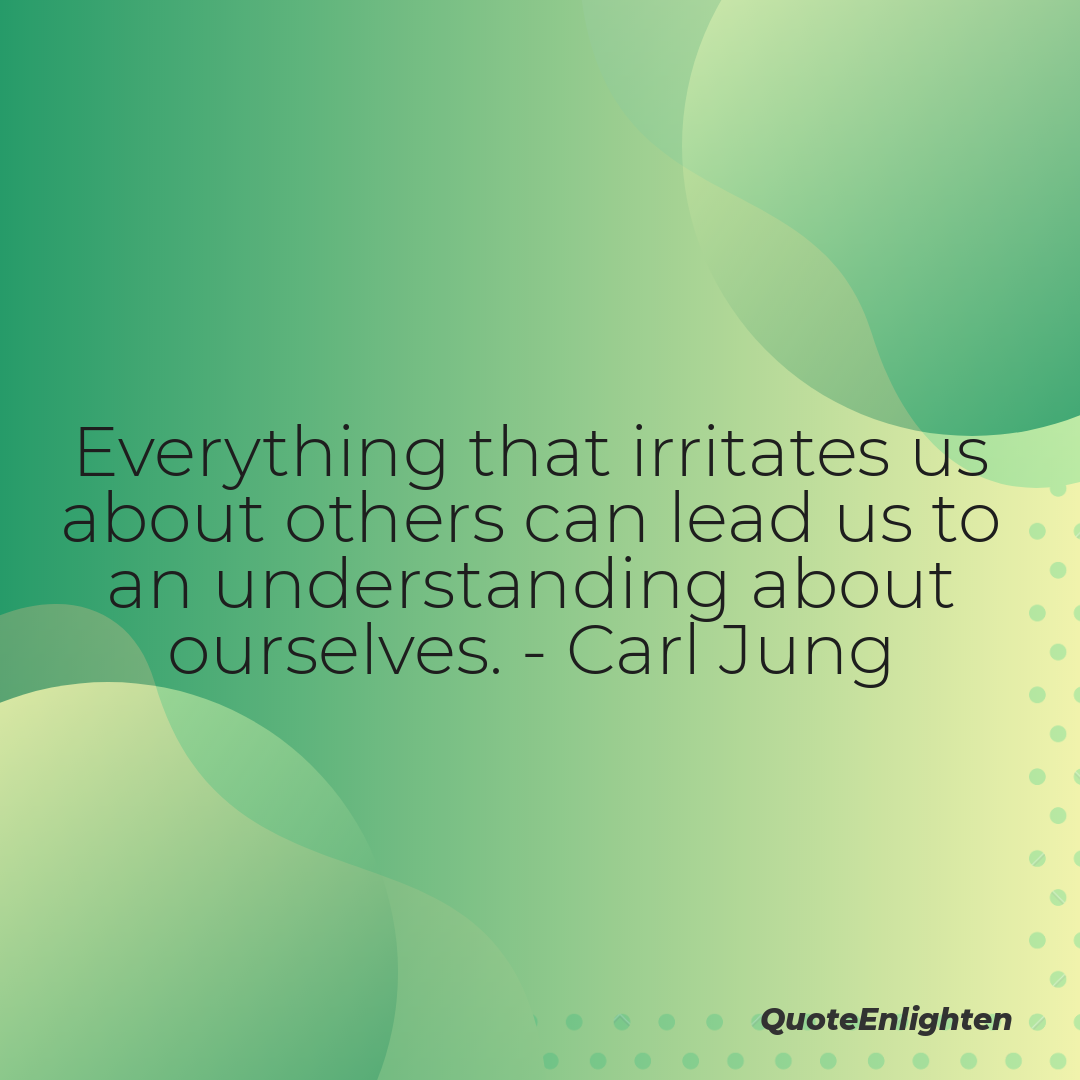 Everything that irritates us
about others can lead us to
an understanding about
ourselves. - Carl Jung
QuoteEnlighten